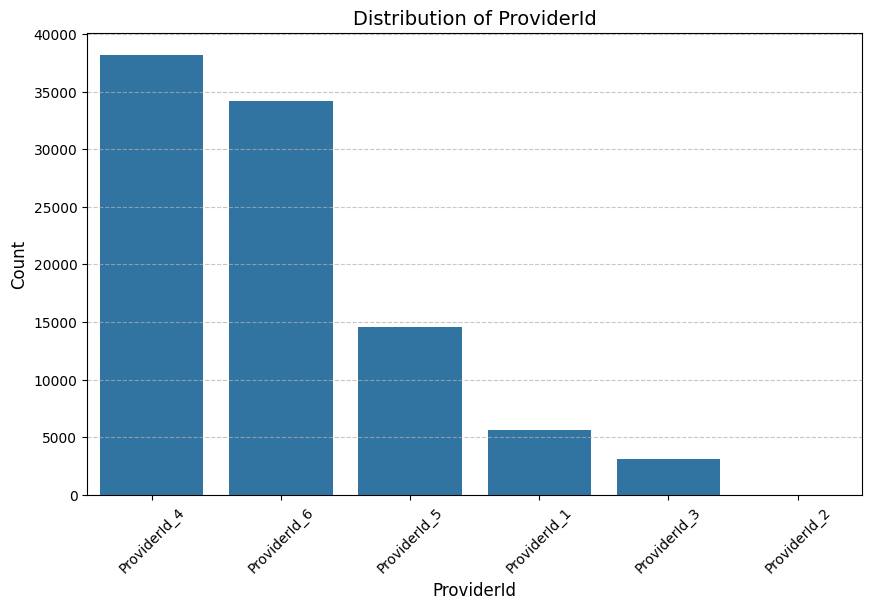 Distribution of ProviderId
40000
35000
30000
25000
20000
15000
10000
5000
0
Count
ProviderId_4
ProviderId_6
ProviderId_5
ProviderId_1
ProviderId_3
ProviderId_2
ProviderId